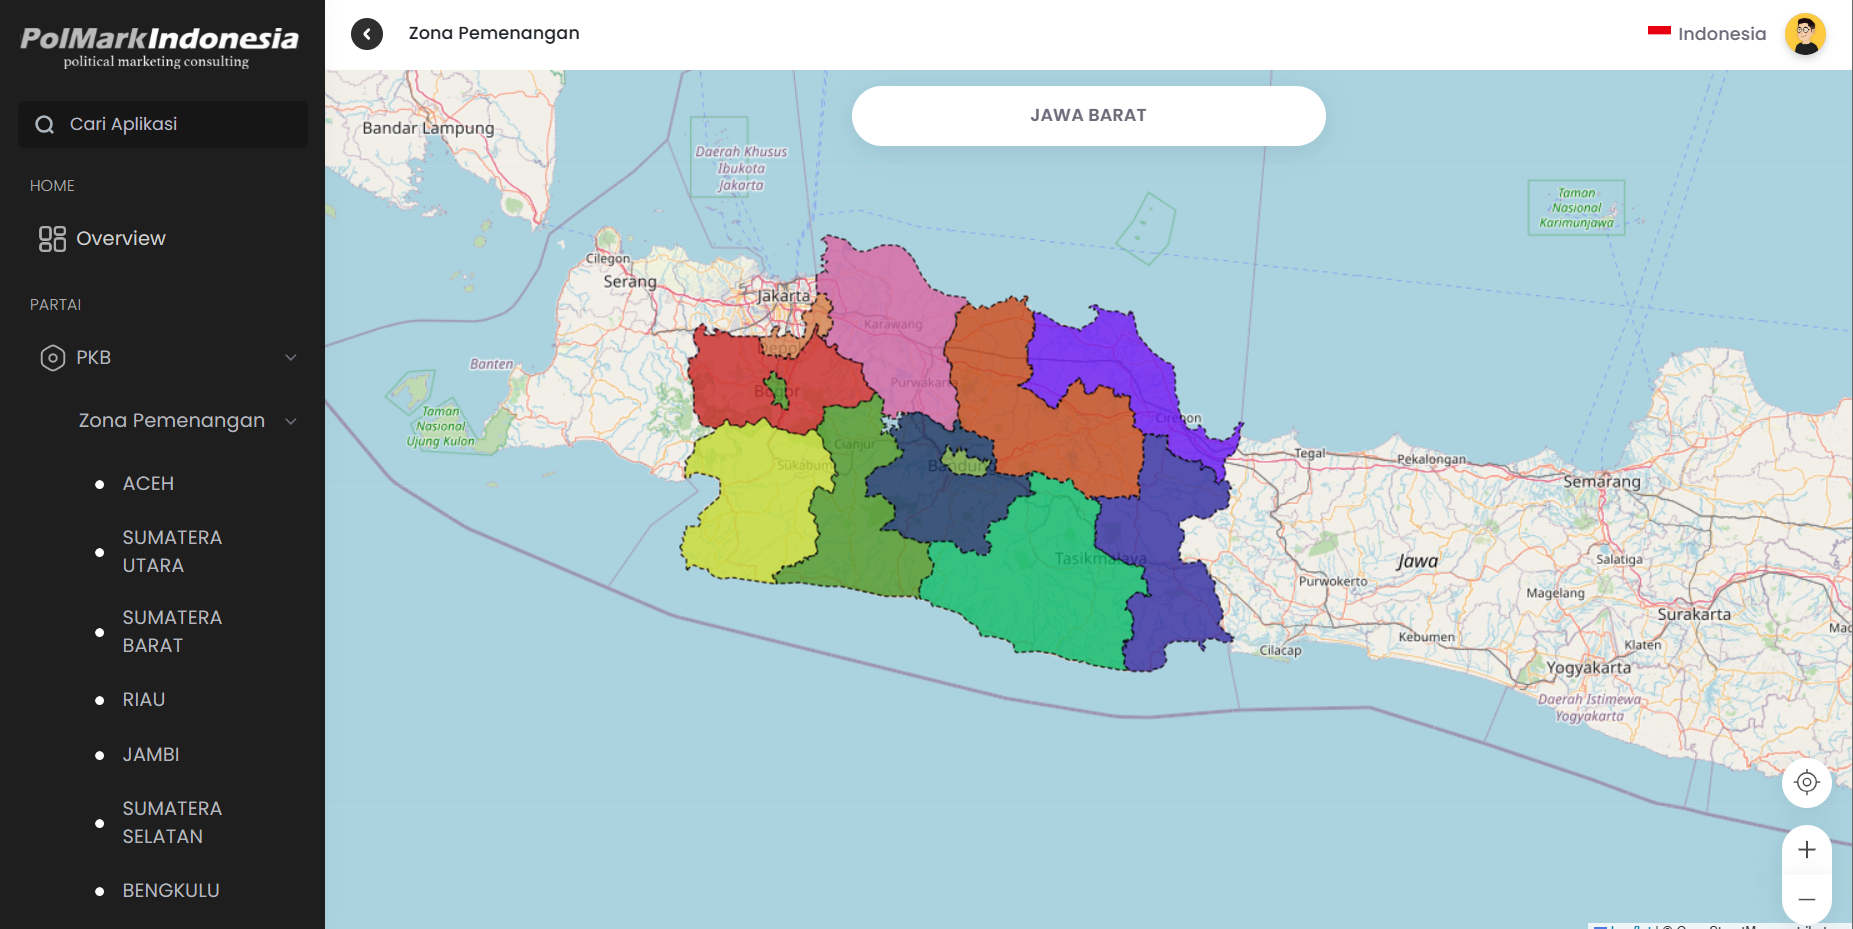 PolMarkIndonesia
political marketing consulting
Cari Aplikasi
HOME
Overview
PARTAI
PKB
Zona Pemenangan
ACEH
SUMATERA
UTARA
SUMATERA
BARAT
RIAU
JAMBI
SUMATERA
SELATAN
BENGKULU
Zona Pemenangan
Indonesia
JAWA BARAT
Bandar Lampung
Daerah Khusus
Ibukota
Jakarta
Taman
Nasional
Karimunjawa
Cilegon
Serang
Jakarta
Karawang
Depok
Banten
Purwakarta
Bogor
Taman
Nasional
Ujung Kulon
Cirebon
Cianjur
Sukabumi
Bandung
Tegal
Pekalongan
Semarang
Tasikmalaya
Jawa
Salatiga
Purwokerto
Magelang
Surakarta
Kebumen
Klaten
Cilacap
Yogyakarta
Daerah Istimewa
Yogyakarta